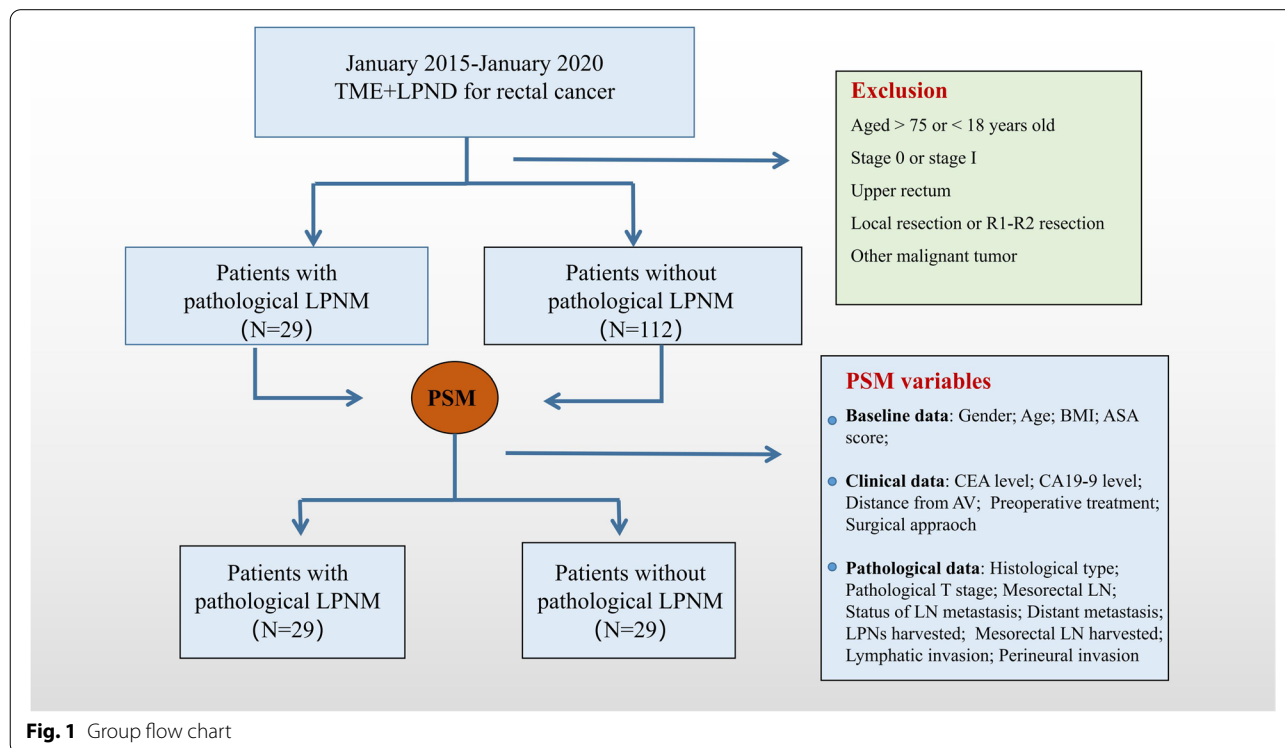 January 2015-January 2020
TME+LPND for rectal cancer
Exclusion
Aged > 75 or < 18 years old
Stage 0 or stage I
Upper rectum
Local resection or R1-R2 resection
Other malignant tumor
Patients with
pathological LPNM
(N=29)
Patients without
pathological LPNM
(N=112)
PSM
PSM variables
Baseline data: Gender; Age; BMI; ASA
score;
Clinical data: CEA level; CA19-9 level;
Distance from AV; Preoperative treatment;
Surgical appraoch
Pathological data: Histological type;
Pathological T stage; Mesorectal LN;
Status of LN metastasis; Distant metastasis;
LPNs harvested; Mesorectal LN harvested;
Lymphatic invasion; Perineural invasion
Patients with
pathological LPNM
(N=29)
Patients without
pathological LPNM
(N=29)
Fig. 1 Group flow chart